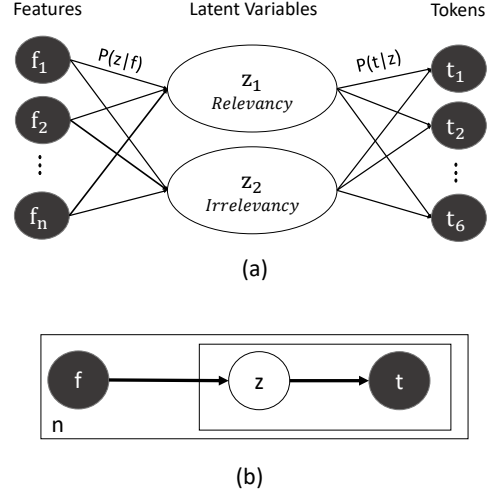 Features Latent Variables Tokens
f₁ P(z|f) z₁ P(t|z) t₁
Relevancy
f₂ t₂
⋮ ⋮
z₂
fₙ Irrelevancy t₆
(a)
f z t
n
(b)